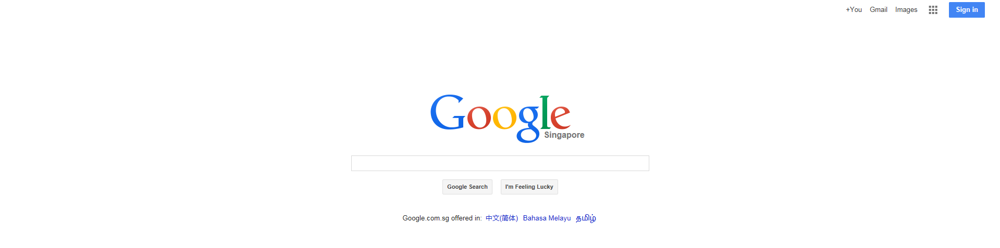 +You Gmail Images Sign in
Google
Singapore
Google Search I'm Feeling Lucky
Google.com.sg offered in: 中文(简体) Bahasa Melayu தமிழ்